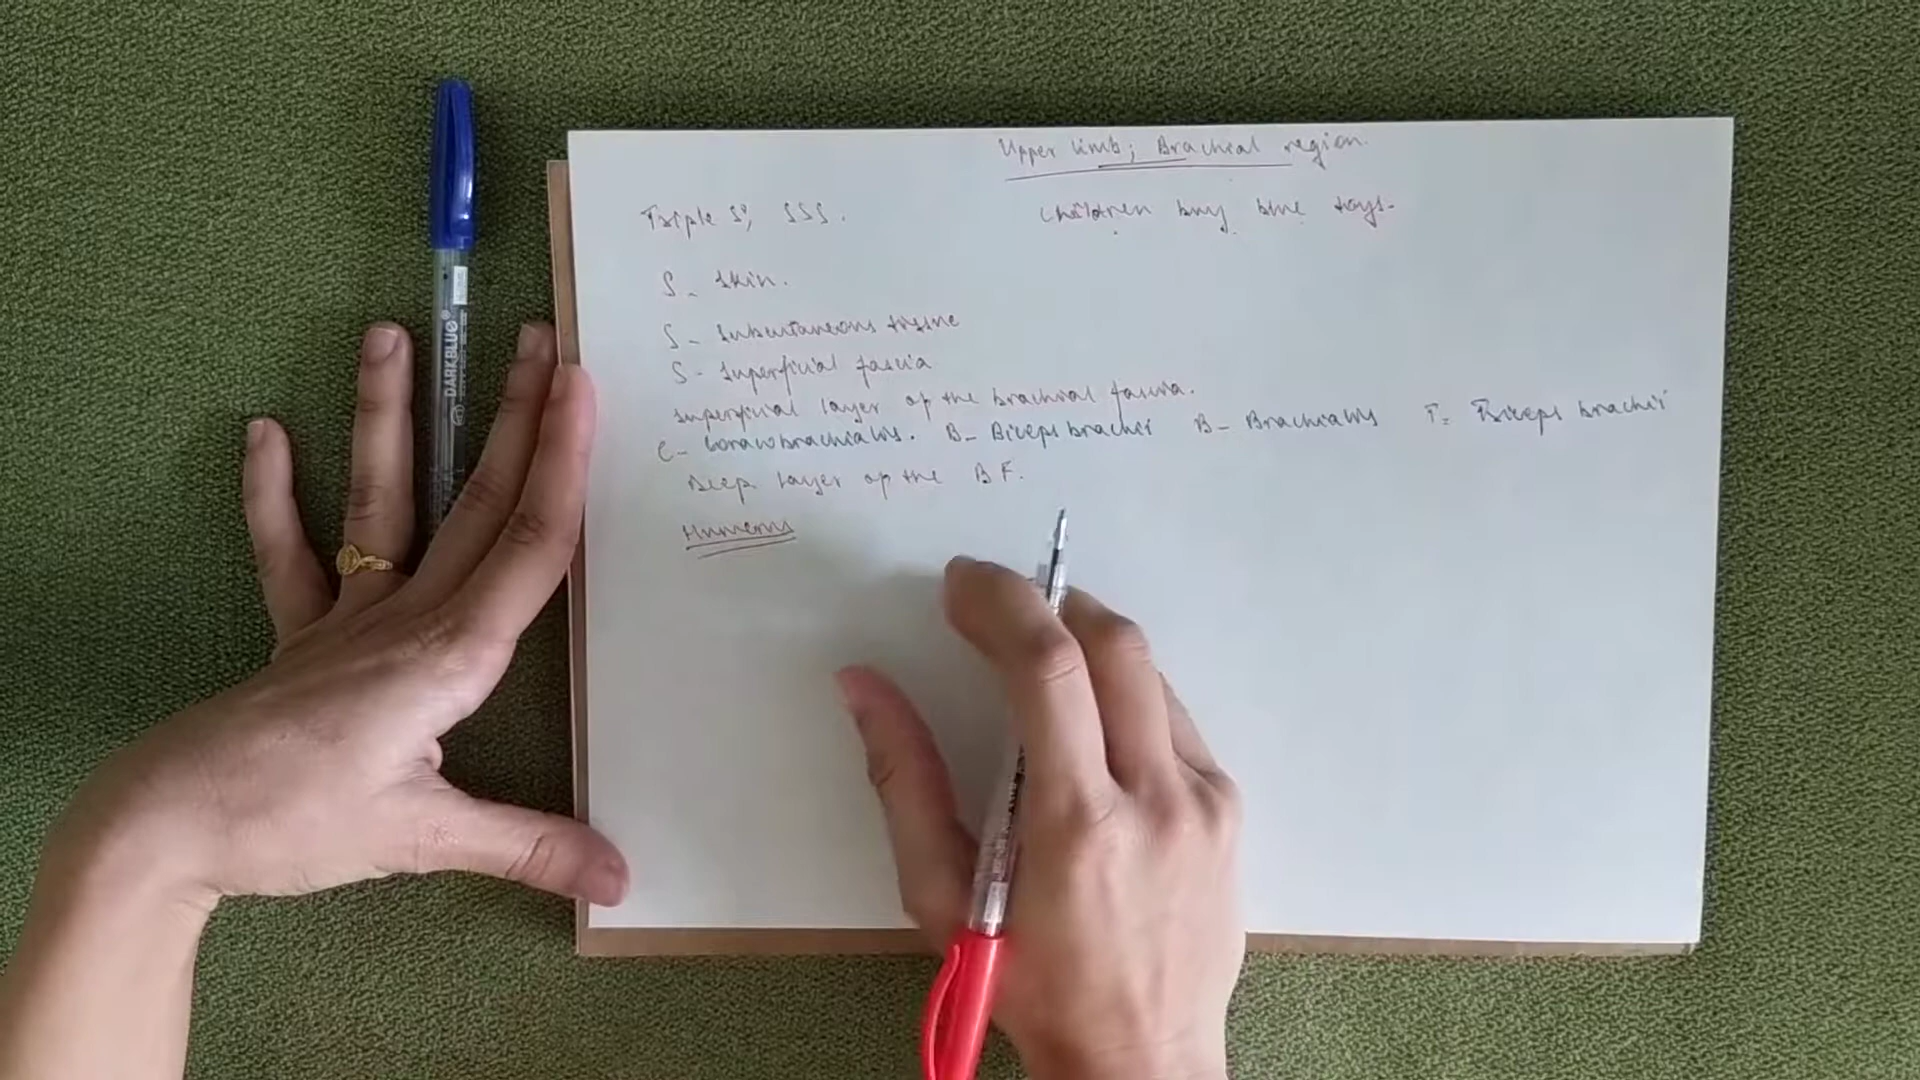 Upper limb; Brachial region.
Triple S', SSS.
children buy blue toys.
S - Skin.
S - Subcutaneous tissue
S - Superficial fascia
superficial layer of the brachial fascia.
C - Coracobrachialis. B - Biceps brachii B - Brachialis T = Triceps brachii
Deep layer of the BF.
Humerus
DARKBLUE